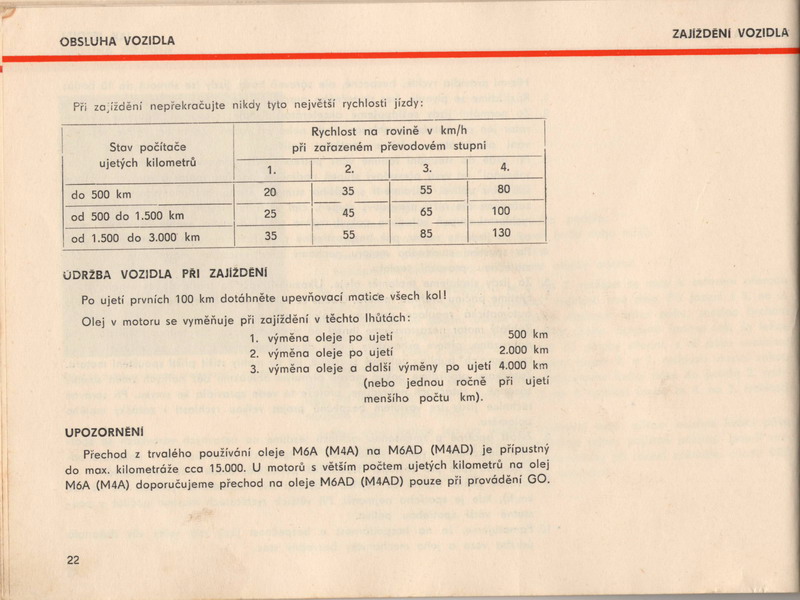 OBSLUHA VOZIDLA
ZAJÍŽDĚNÍ VOZIDLA
Při zajíždění nepřekračujte nikdy tyto největší rychlosti jízdy:
Stav počítače ujetých kilometrů
Rychlost na rovině v km/h
při zařazeném převodovém stupni
1. 2. 3. 4.
do 500 km 20 35 55 80
od 500 do 1.500 km 25 45 65 100
od 1.500 do 3.000 km 35 55 85 130
ÚDRŽBA VOZIDLA PŘI ZAJÍŽDĚNÍ
Po ujetí prvních 100 km dotáhněte upevňovací matice všech kol!
Olej v motoru se vyměňuje při zajíždění v těchto lhůtách:
1. výměna oleje po ujetí 500 km
2. výměna oleje po ujetí 2.000 km
3. výměna oleje a další výměny po ujetí 4.000 km
(nebo jednou ročně při ujetí
menšího počtu km).
UPOZORNĚNÍ
Přechod z trvalého používání oleje M6A (M4A) na M6AD (M4AD) je přípustný
do max. kilometráže cca 15.000. U motorů s větším počtem ujetých kilometrů na olej
M6A (M4A) doporučujeme přechod na oleje M6AD (M4AD) pouze při provádění GO.
22